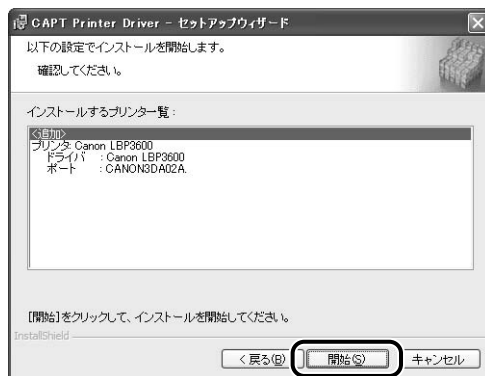 CAPT Printer Driver - セットアップウィザード
以下の設定でインストールを開始します。
確認してください。
インストールするプリンター覧:
<追加>
プリンタ: Canon LBP3600
ドライバ : Canon LBP3600
ポート : CANON3DA02A.
[開始]をクリックして、インストールを開始してください。
InstallShield
< 戻る(B) 開始(S) キャンセル